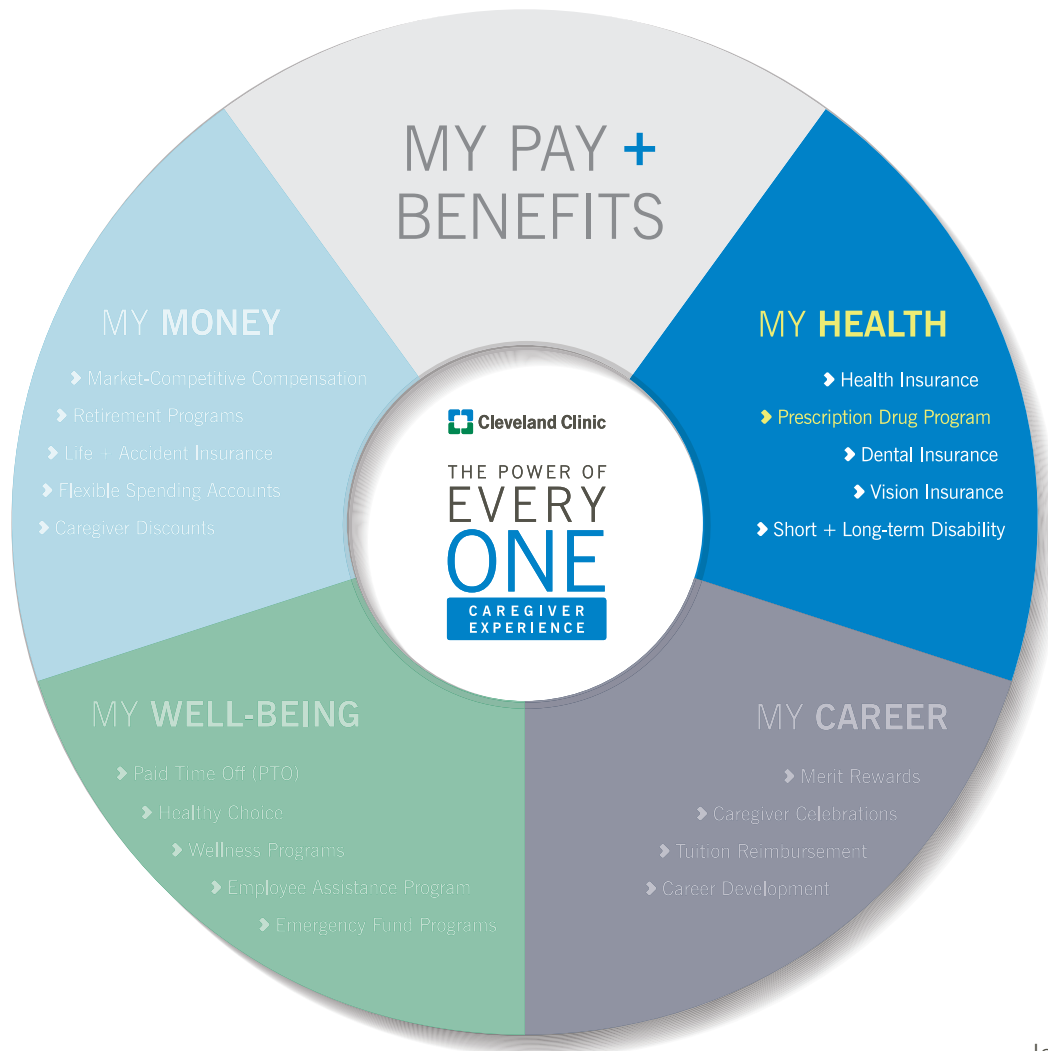 MY PAY +
BENEFITS
MY MONEY
❯ Market-Competitive Compensation
❯ Retirement Programs
❯ Life + Accident Insurance
❯ Flexible Spending Accounts
❯ Caregiver Discounts
MY HEALTH
❯ Health Insurance
❯ Prescription Drug Program
❯ Dental Insurance
❯ Vision Insurance
❯ Short + Long-term Disability
Cleveland Clinic
THE POWER OF
EVERY
ONE
CAREGIVER
EXPERIENCE
MY WELL-BEING
❯ Paid Time Off (PTO)
❯ Healthy Choice
❯ Wellness Programs
❯ Employee Assistance Program
❯ Emergency Fund Programs
MY CAREER
❯ Merit Rewards
❯ Caregiver Celebrations
❯ Tuition Reimbursement
❯ Career Development